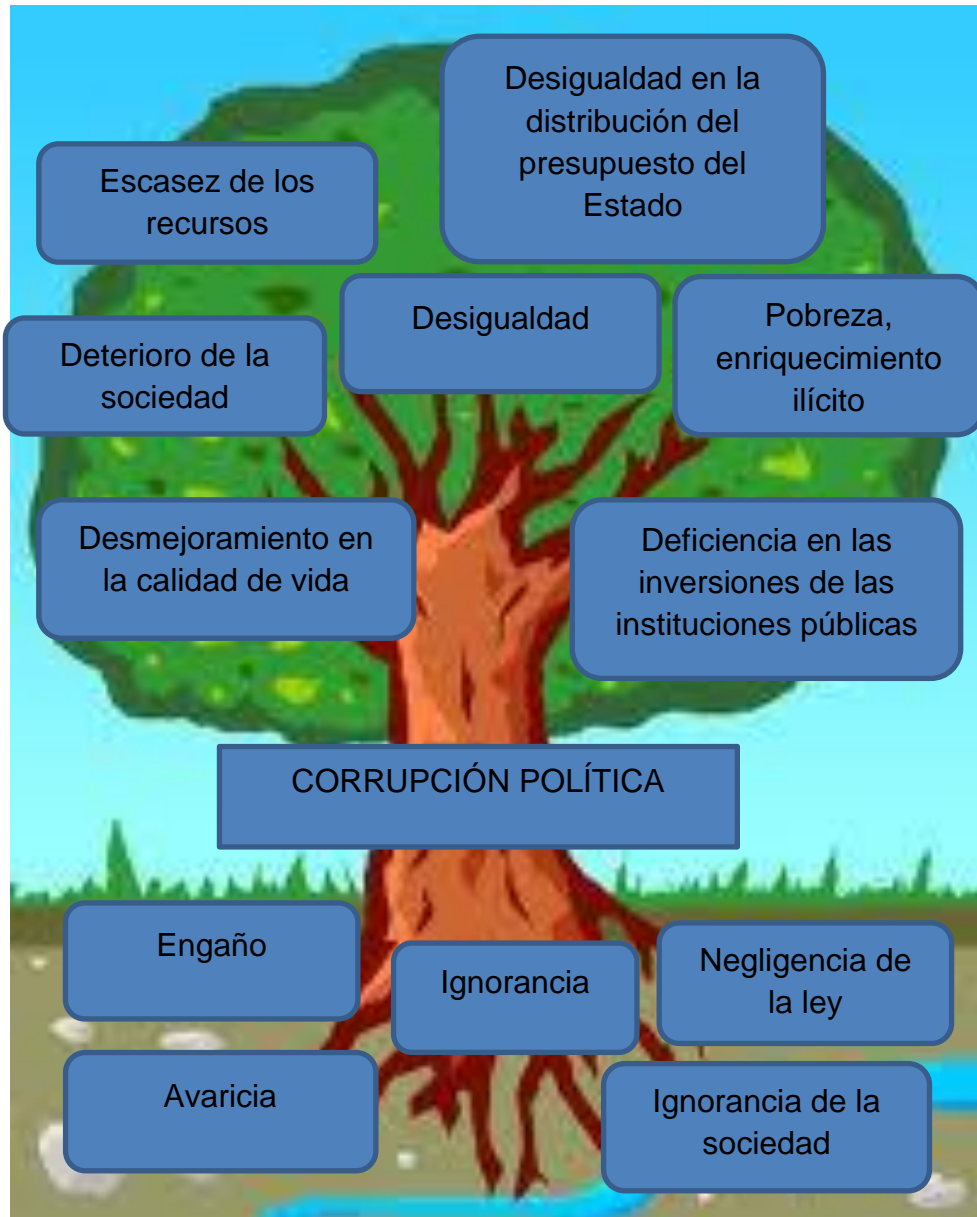 Desigualdad en la
distribución del
presupuesto del
Estado
Escasez de los
recursos
Desigualdad
Pobreza,
enriquecimiento
ilícito
Deterioro de la
sociedad
Desmejoramiento en
la calidad de vida
Deficiencia en las
inversiones de las
instituciones públicas
CORRUPCIÓN POLÍTICA
Engaño
Ignorancia
Negligencia de
la ley
Avaricia
Ignorancia de la
sociedad